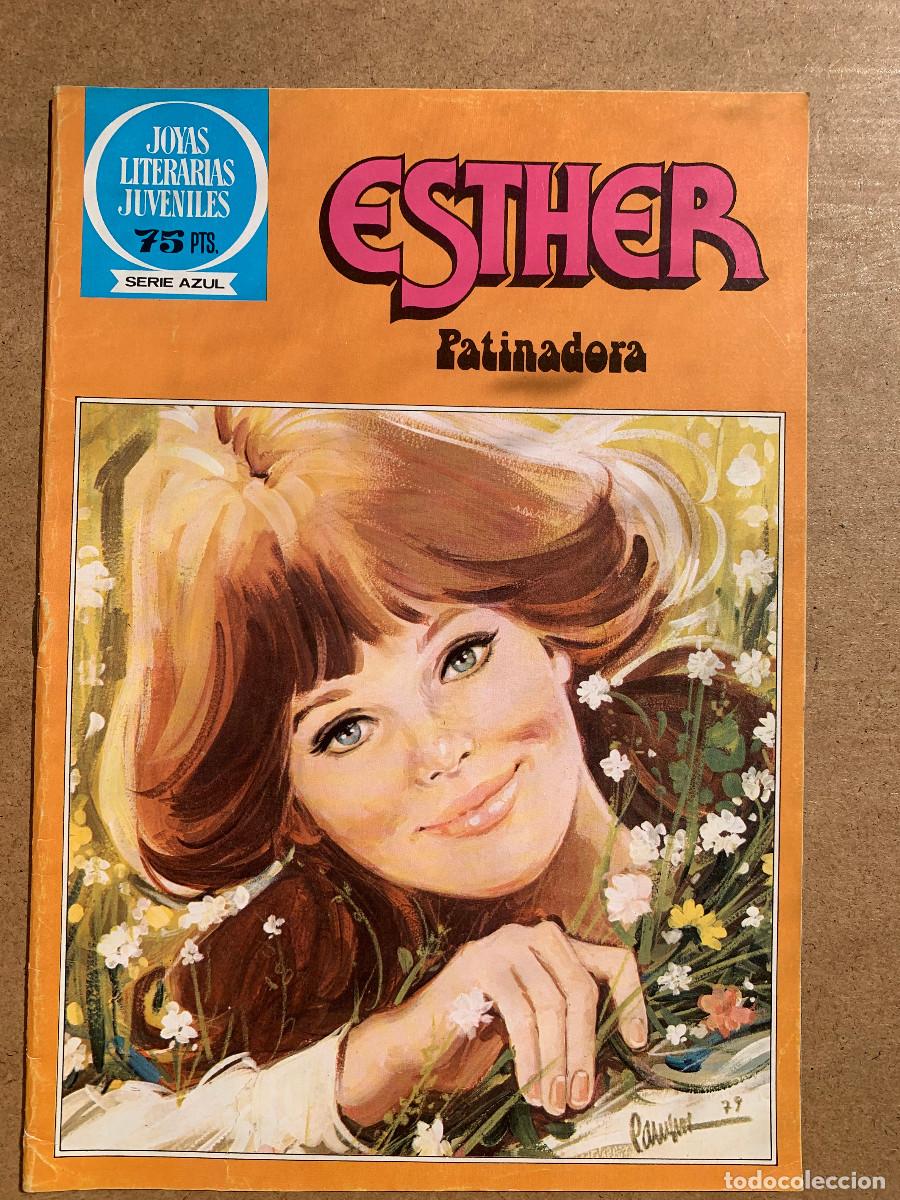 JOYAS
LITERARIAS
JUVENILES
75 PTS.
SERIE AZUL
ESTHER
Patinadora
79
todocoleccion